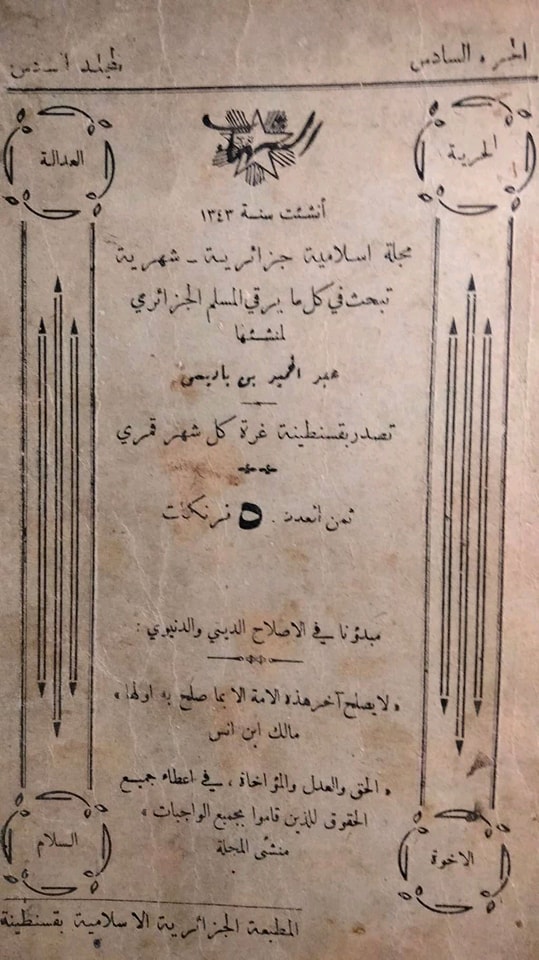 الجزء السادس
المجلد السادس
الحرية
العدالة
الشهاب
أنشئت سنة ١٣٤٣
مجلة اسلامية جزائرية - شهرية
تبحث في كل ما يرقي المسلم الجزائري
لمنشئها
عبد الحميد بن باديس
تصدر بقسنطينة غرة كل شهر قمري
ثمن العدد . ٥ فرنكات
مبدؤنا في الاصلاح الديني والدنيوي :
« لا يصلح آخر هذه الامة الا بما صلح به اولها »
مالك ابن انس
« الحق والعدل والمؤاخاة ، في اعطاء جميع
الحقوق للذين قاموا بجميع الواجبات »
منشئ المجلة
الاخوة
السلام
المطبعة الجزائرية الاسلامية بقسنطينة